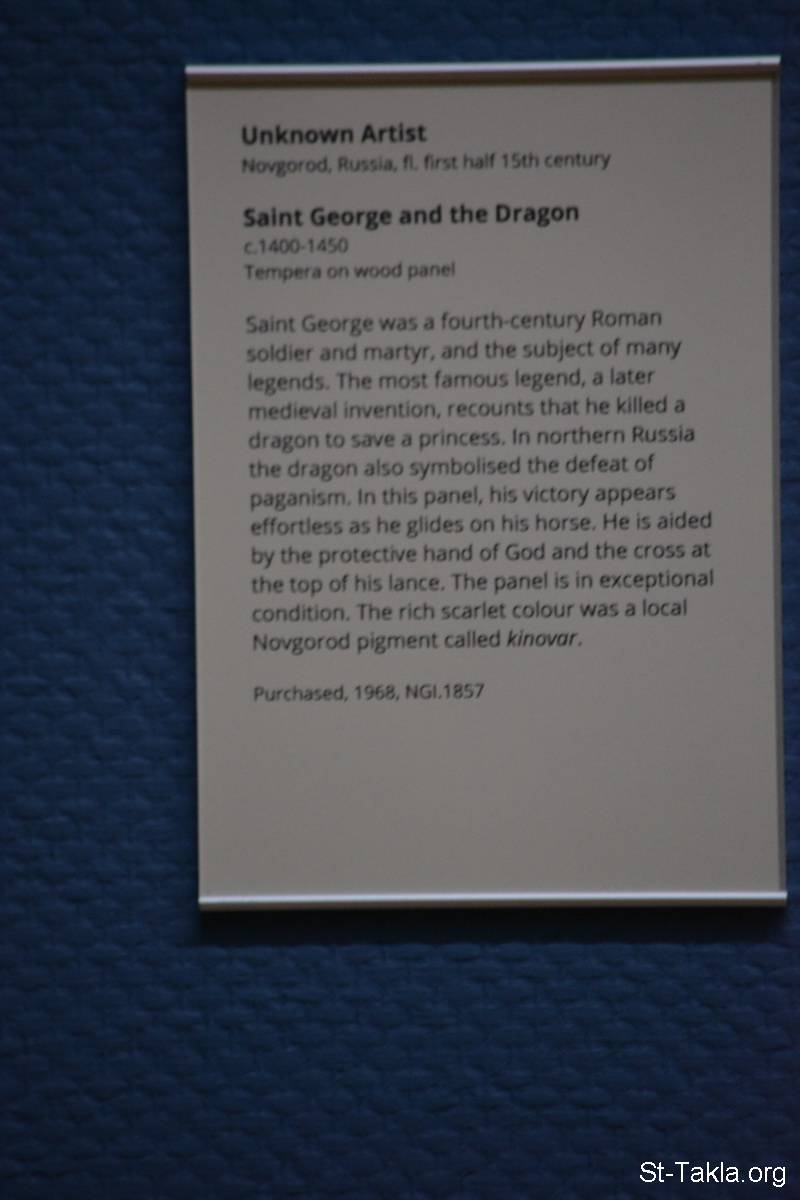 Unknown Artist
Novgorod, Russia, fl. first half 15th century
Saint George and the Dragon
c.1400-1450
Tempera on wood panel
Saint George was a fourth-century Roman
soldier and martyr, and the subject of many
legends. The most famous legend, a later
medieval invention, recounts that he killed a
dragon to save a princess. In northern Russia
the dragon also symbolised the defeat of
paganism. In this panel, his victory appears
effortless as he glides on his horse. He is aided
by the protective hand of God and the cross at
the top of his lance. The panel is in exceptional
condition. The rich scarlet colour was a local
Novgorod pigment called kinovar.
Purchased, 1968, NGI.1857
St-Takla.org